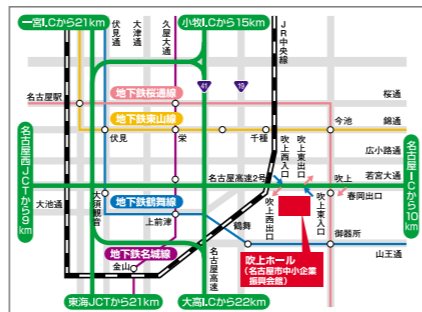 一宮I.Cから21km
小牧I.Cから15km
伏見通
大津通
久屋大通
JR中央線
41
19
名古屋駅
地下鉄桜通線
桜通
地下鉄東山線
伏見
栄
千種
今池
錦通
広小路通
吹上西入口
吹上東出口
名古屋西JCTから9km
名古屋高速2号
吹上
若宮大通
名古屋ICから10km
春岡出口
大須観音
地下鉄鶴舞線
大池通
上前津
鶴舞
吹上西出口
吹上東入口
御器所
山王通
地下鉄名城線
金山
名古屋高速
吹上ホール
(名古屋市中小企業
振興会館)
東海JCTから21km
大高I.Cから22km